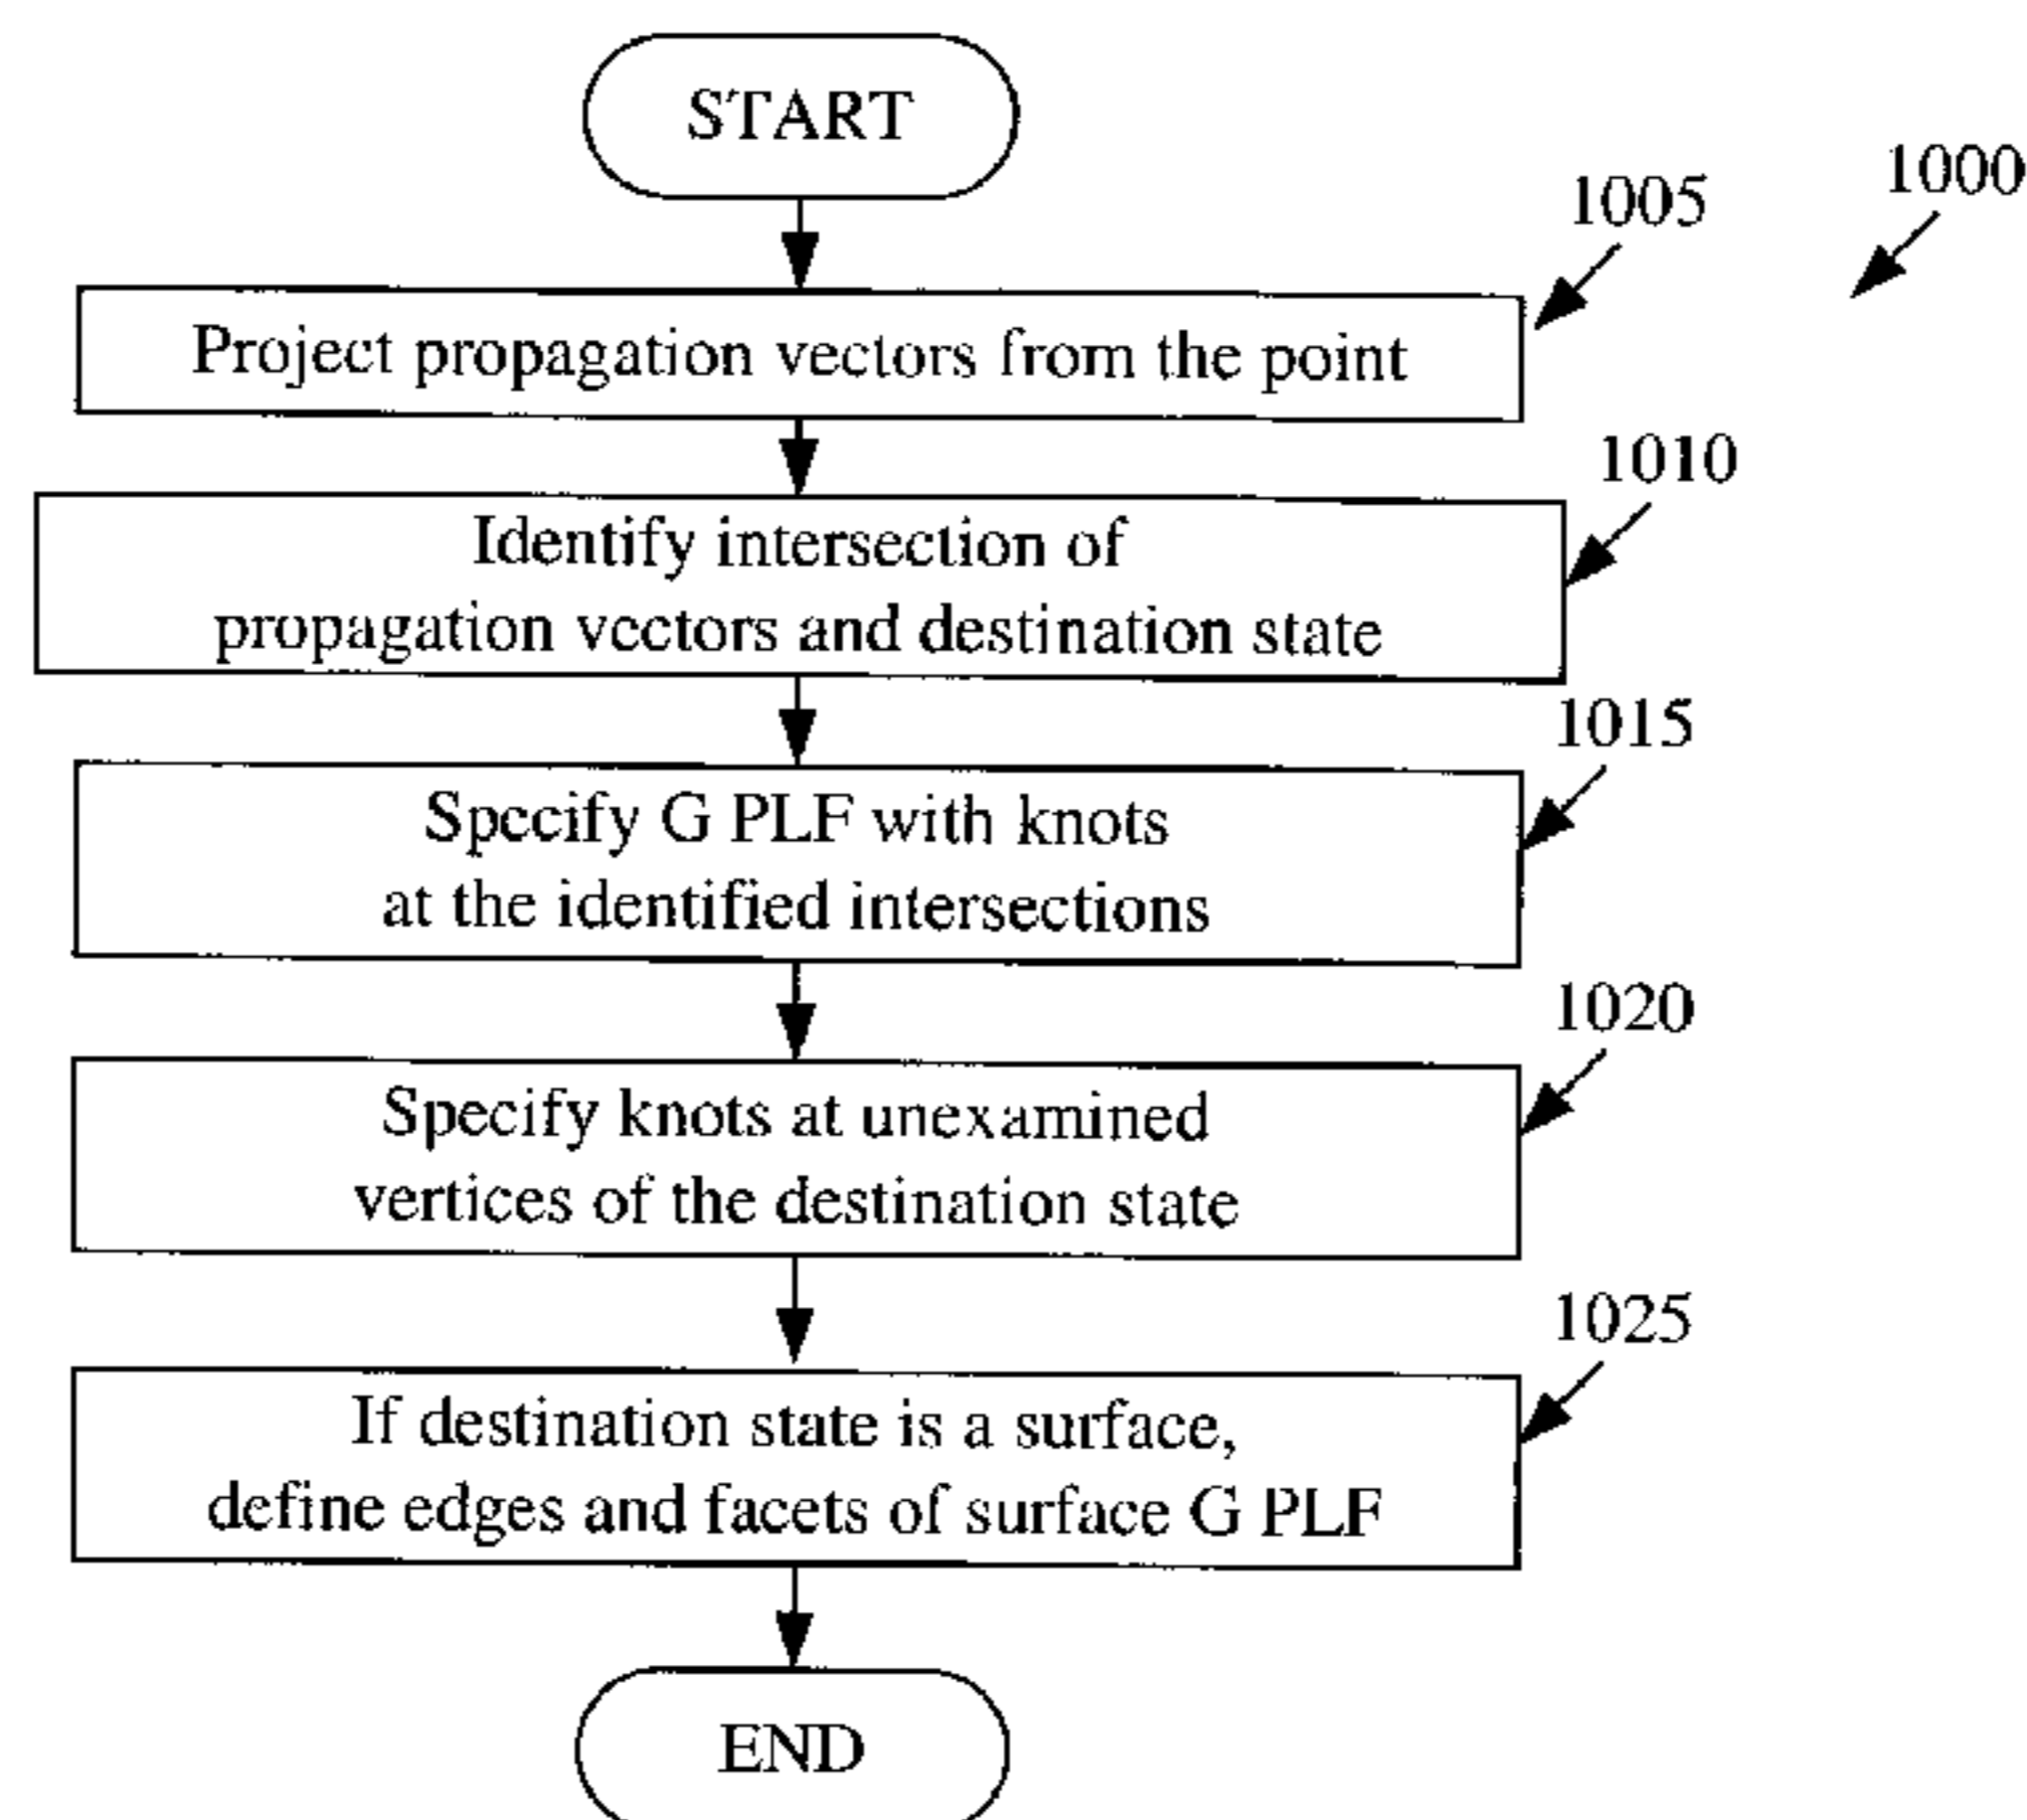 START
1000
1005
Project propagation vectors from the point
1010
Identify intersection of
propagation vectors and destination state
1015
Specify G PLF with knots
at the identified intersections
1020
Specify knots at unexamined
vertices of the destination state
1025
If destination state is a surface,
define edges and facets of surface G PLF
END